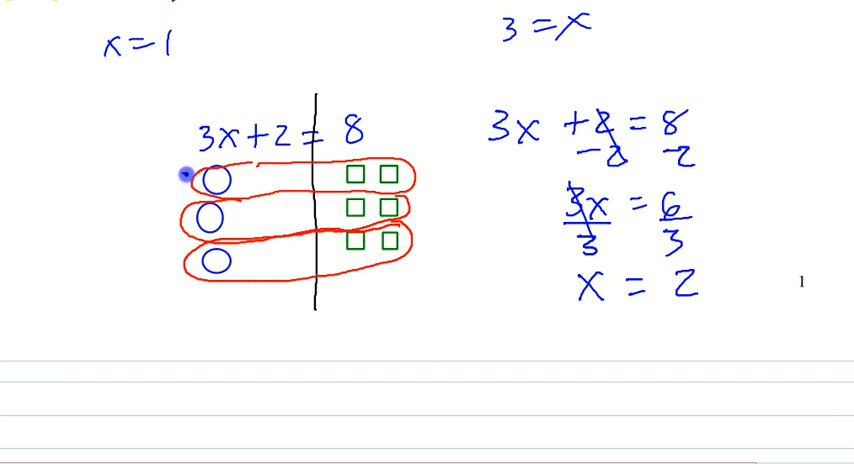 x=1
3=x
3x+2=8
3x+2=8
-2 -2
3x=6
3 3
x=2
1